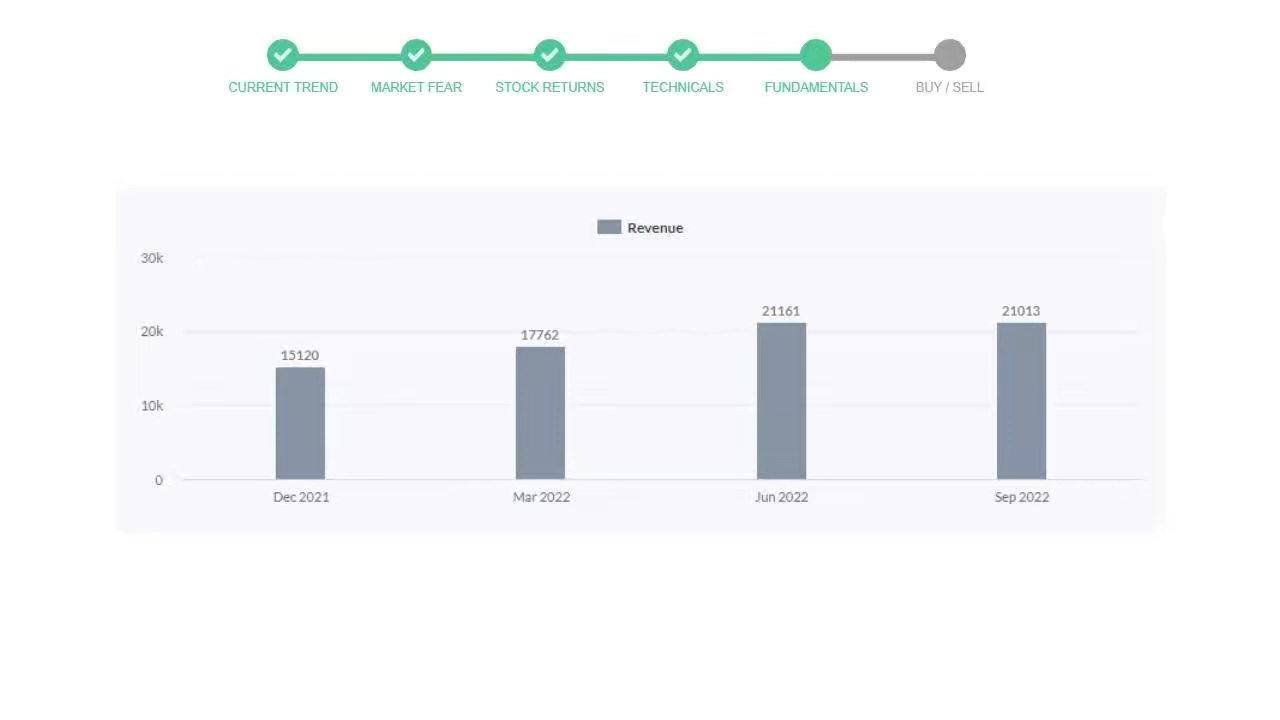 CURRENT TREND MARKET FEAR STOCK RETURNS TECHNICALS FUNDAMENTALS BUY / SELL
Revenue
30k
21161 21013
20k
17762
15120
10k
0
Dec 2021 Mar 2022 Jun 2022 Sep 2022